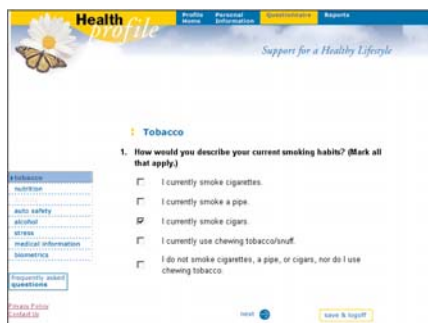 Health
profile
Profile Home
Personal Information
Questionnaire
Reports
Support for a Healthy Lifestyle
Tobacco
1. How would you describe your current smoking habits? (Mark all
that apply.)
I currently smoke cigarettes.
I currently smoke a pipe.
I currently smoke cigars.
I currently use chewing tobacco/snuff.
I do not smoke cigarettes, a pipe, or cigars, nor do I use
chewing tobacco.
tobacco
nutrition
auto safety
alcohol
stress
medical information
biometrics
frequently asked
questions
Privacy Policy
Contact Us
next
save & logoff